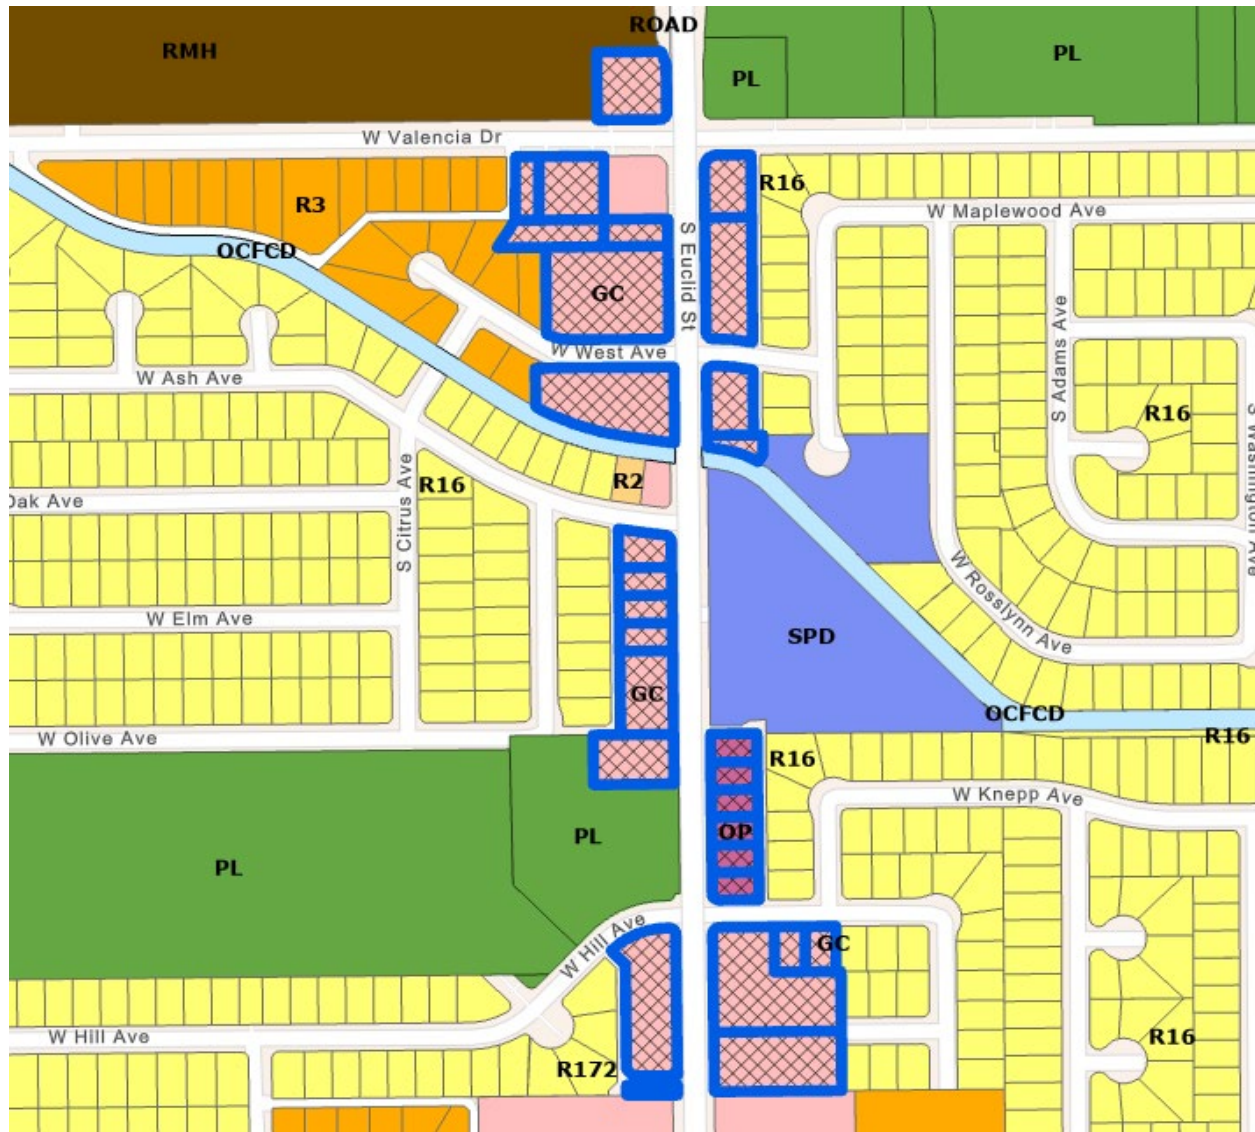 ROAD
RMH
PL
PL
W Valencia Dr
R16
R3
W Maplewood Ave
OCFCD
S Euclid St
GC
S Adams Ave
W West Ave
W Ash Ave
R16
S Washington Ave
R2
R16
Oak Ave
S Citrus Ave
W Rosslynn Ave
W Elm Ave
SPD
GC
OCFCD
W Olive Ave
R16
R16
W Knepp Ave
OP
PL
PL
W Hill Ave
GC
W Hill Ave
R16
R172